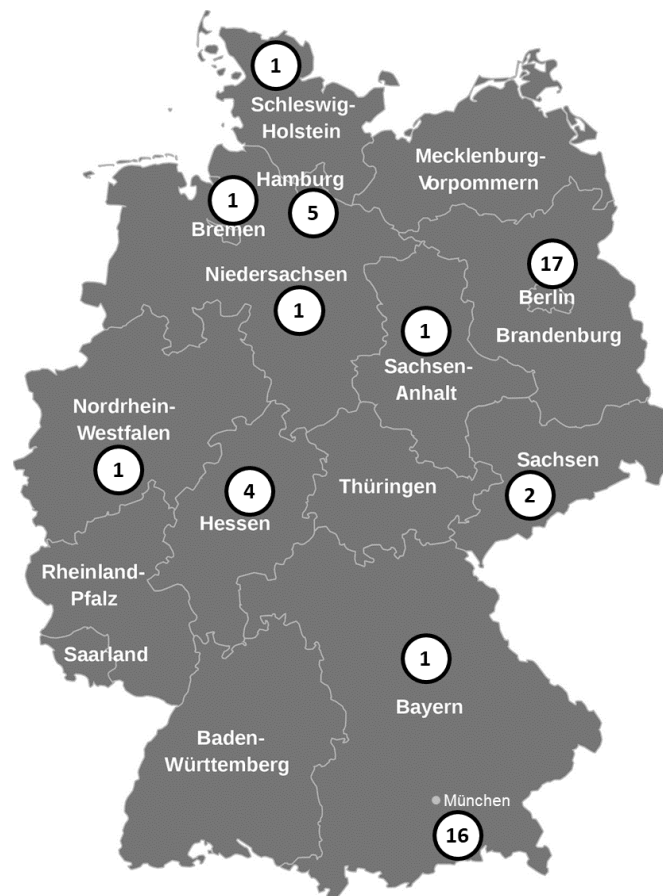 1
Schleswig-
Holstein
Mecklenburg-
Vorpommern
Hamburg
1
5
Bremen
17
Berlin
Niedersachsen
1
1
Brandenburg
Sachsen-
Anhalt
Nordrhein-
Westfalen
1
Sachsen
2
4
Hessen
Thüringen
Rheinland-
Pfalz
Saarland
1
Bayern
Baden-
Württemberg
München
16